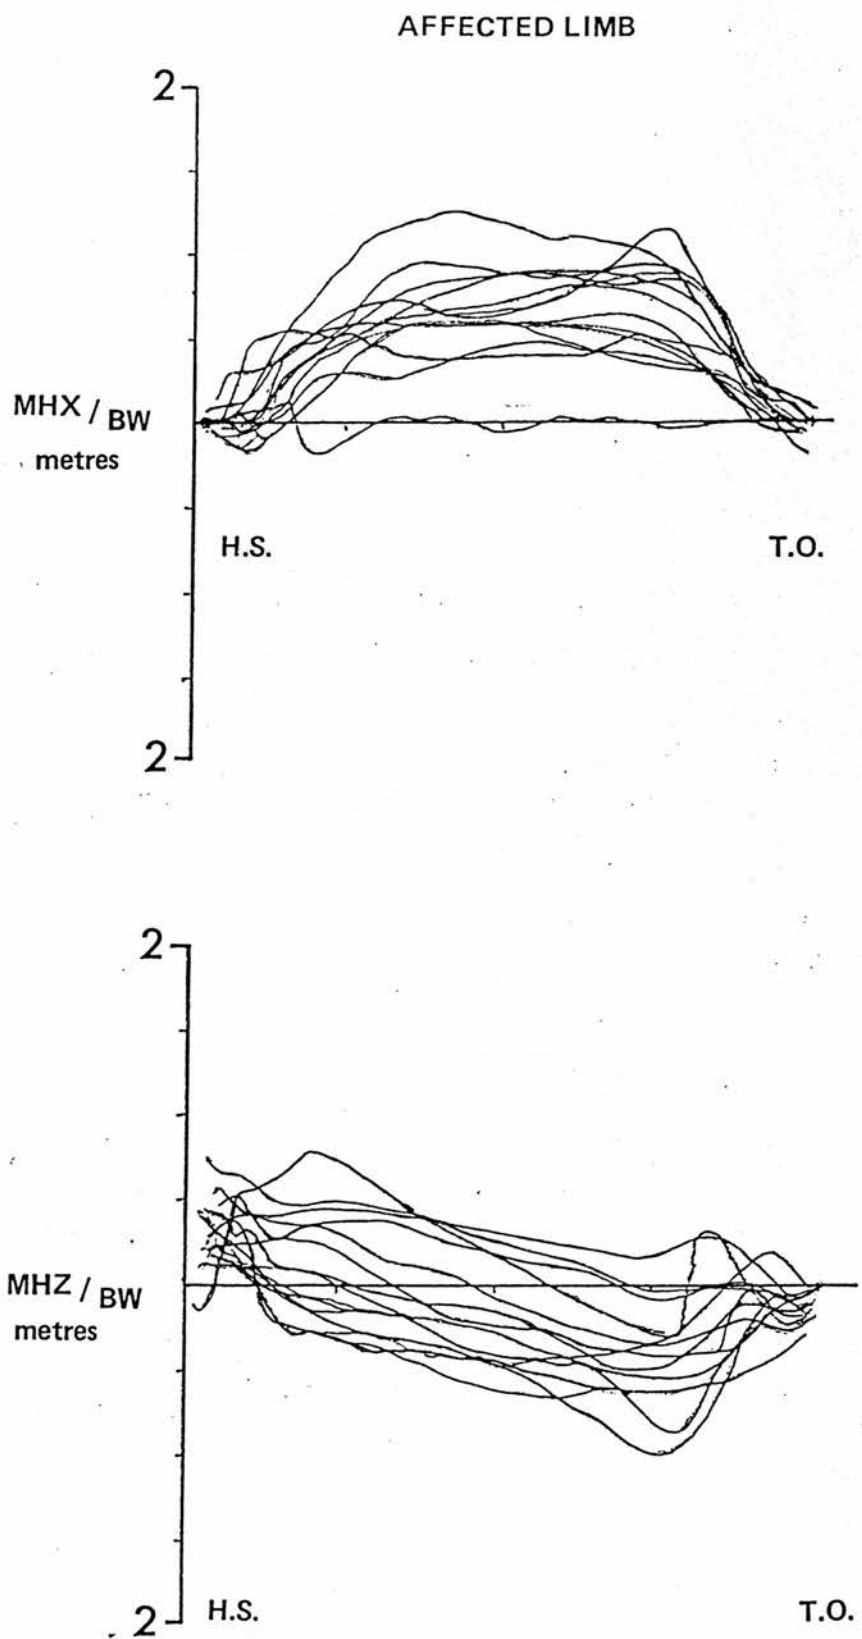 AFFECTED LIMB
2
MHX / BW
metres
H.S. T.O.
2
2
MHZ / BW
metres
2 H.S. T.O.